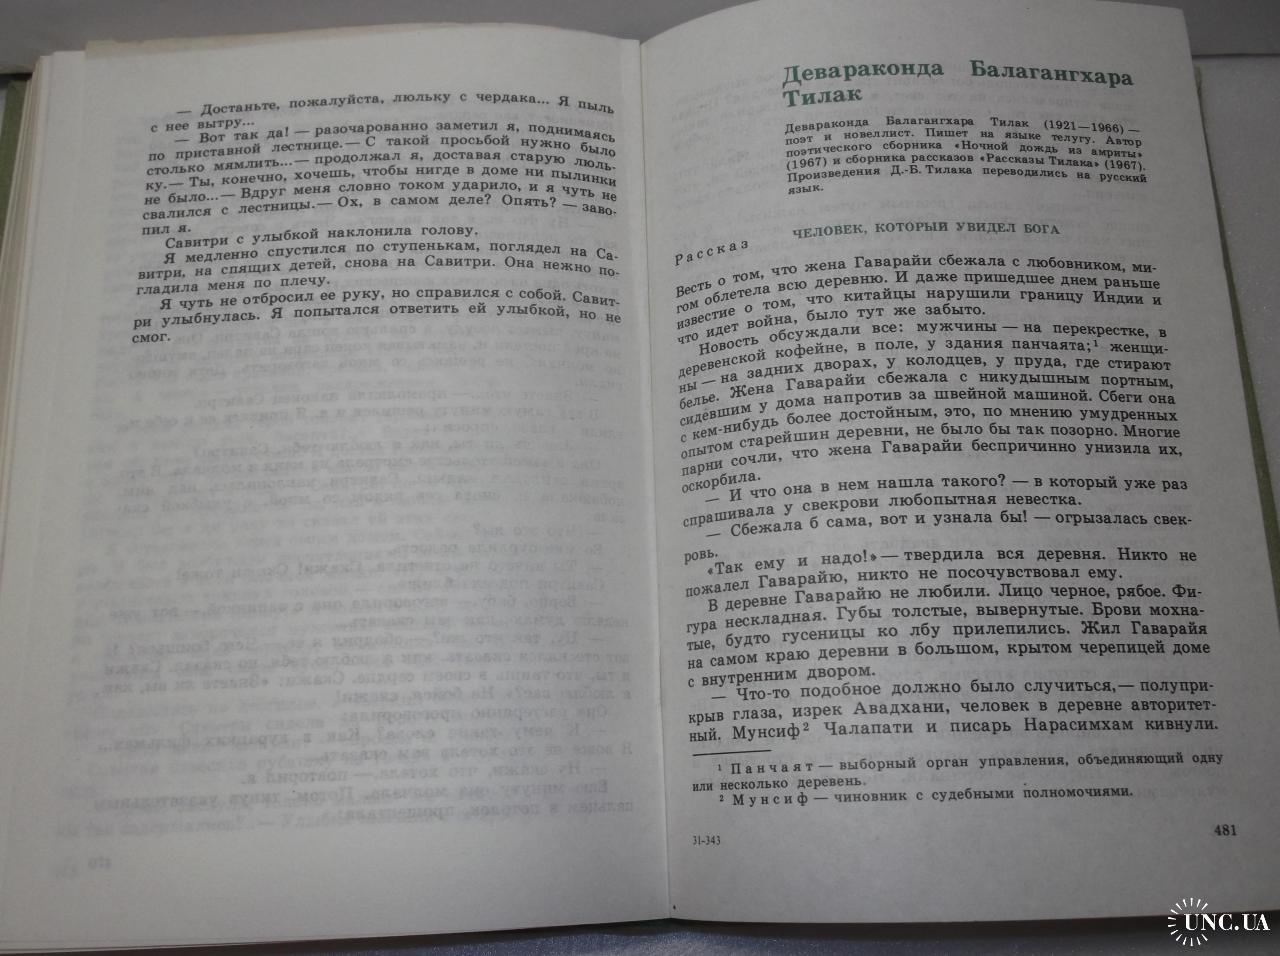 — Достаньте, пожалуйста, люльку с чердака... Я пыль
с нее вытру...
— Вот так да! — разочарованно заметил я, поднимаясь
по приставной лестнице.— С такой просьбой нужно было
столько мямлить...— продолжал я, доставая старую люль-
ку.— Ты, конечно, хочешь, чтобы нигде в доме ни пылинки
не было...— Вдруг меня словно током ударило, и я чуть не
свалился с лестницы.— Ох, в самом деле? Опять? — заво-
пил я.
Савитри с улыбкой наклонила голову.
Я медленно спустился по ступенькам, поглядел на Са-
витри, на спящих детей, снова на Савитри. Она нежно по-
гладила меня по плечу.
Я чуть не отбросил ее руку, но справился с собой. Савит-
ри улыбнулась. Я попытался ответить ей улыбкой, но не
смог.
Девараконда Балагангхара
Тилак
Девараконда Балагангхара Тилак (1921—1966) —
поэт и новеллист. Пишет на языке телугу. Автор
поэтического сборника «Ночной дождь из амриты»
(1967) и сборника рассказов «Рассказы Тилака» (1967).
Произведения Д.-Б. Тилака переводились на русский
язык.
ЧЕЛОВЕК, КОТОРЫЙ УВИДЕЛ БОГА
Рассказ
Весть о том, что жена Гаварайи сбежала с любовником, ми-
гом облетела всю деревню. И даже пришедшее днем раньше
известие о том, что китайцы нарушили границу Индии и
что идет война, было тут же забыто.
Новость обсуждали все: мужчины — на перекрестке, в
деревенской кофейне, в поле, у здания панчаята;¹ женщи-
ны — на задних дворах, у колодцев, у пруда, где стирают
белье. Жена Гаварайи сбежала с никудышным портным,
сидевшим у дома напротив за швейной машиной. Сбеги она
с кем-нибудь более достойным, это, по мнению умудренных
опытом старейшин деревни, не было бы так позорно. Многие
парни сочли, что жена Гаварайи беспричинно унизила их,
оскорбила.
— И что она в нем нашла такого? — в который уже раз
спрашивала у свекрови любопытная невестка.
— Сбежала б сама, вот и узнала бы! — огрызалась свек-
ровь.
«Так ему и надо!» — твердила вся деревня. Никто не
пожалел Гаварайю, никто не посочувствовал ему.
В деревне Гаварайю не любили. Лицо черное, рябое. Фи-
гура нескладная. Губы толстые, вывернутые. Брови мохна-
тые, будто гусеницы ко лбу прилепились. Жил Гаварайя
на самом краю деревни в большом, крытом черепицей доме
с внутренним двором.
— Что-то подобное должно было случиться,— полупри-
крыв глаза, изрек Авадхани, человек в деревне авторитет-
ный. Мунсиф² Чалапати и писарь Нарасимхам кивнули.
¹ Панчаят — выборный орган управления, объединяющий одну
или несколько деревень.
² Мунсиф — чиновник с судебными полномочиями.
31-343
481
UNC.UA